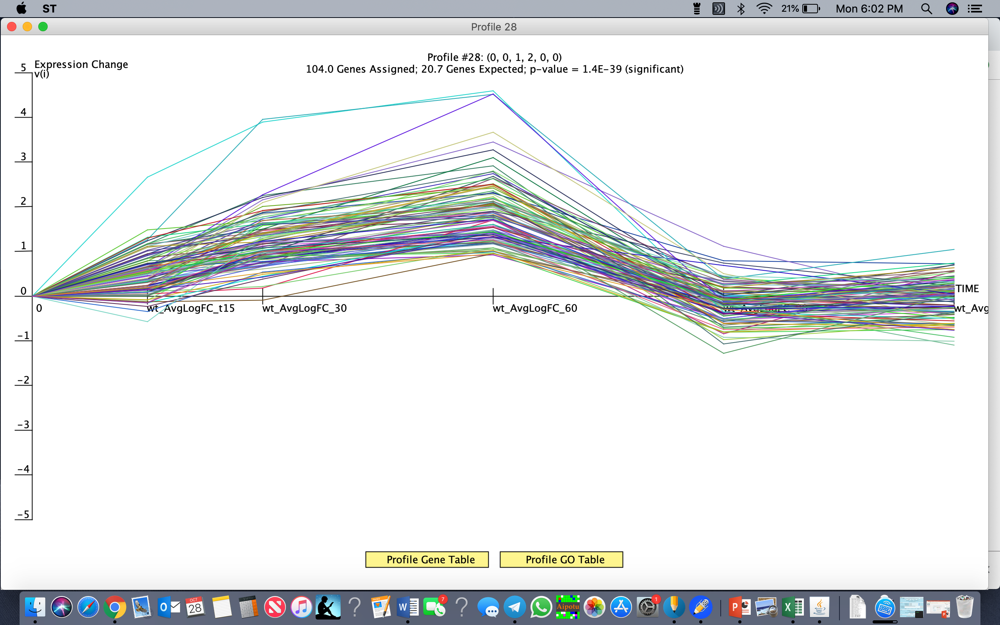 ST
21%
Mon 6:02 PM
Profile 28
Profile #28: (0, 0, 1, 2, 0, 0)
104.0 Genes Assigned; 20.7 Genes Expected; p-value = 1.4E-39 (significant)
Expression Change
v(i)
5
4
3
2
1
0
-1
-2
-3
-4
-5
TIME
0
wt_AvgLogFC_t15
wt_AvgLogFC_30
wt_AvgLogFC_60
wt_Avg
Profile Gene Table
Profile GO Table
OCT
28
PAGES
W
7
Aipotu
1
P
X
TXT